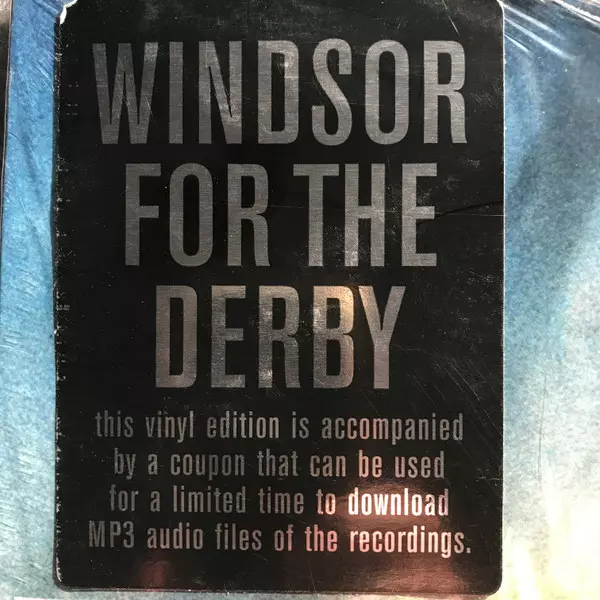 WINDSOR
FOR THE
DERBY
this vinyl edition is accompanied
by a coupon that can be used
for a limited time to download
MP3 audio files of the recordings.